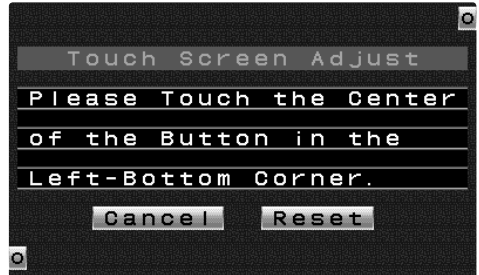 o
Touch Screen Adjust
Please Touch the Center
of the Button in the
Left-Bottom Corner.
Cancel Reset
o